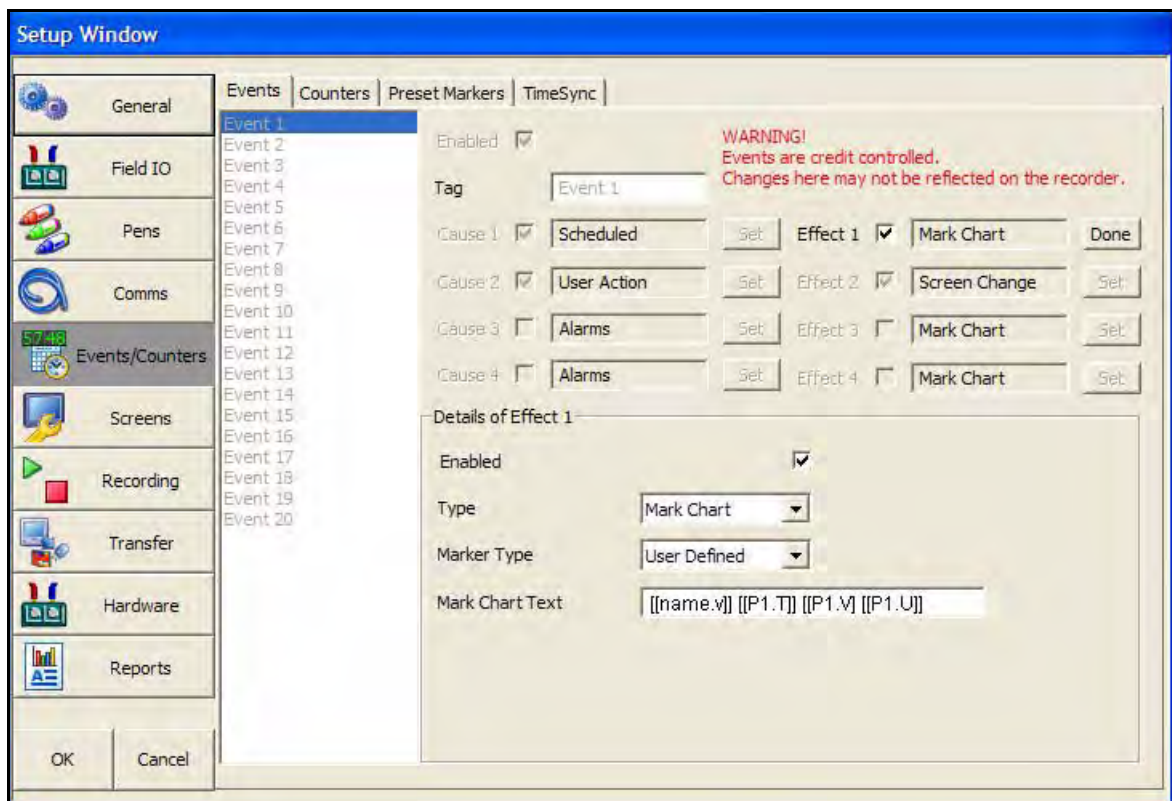 Setup Window
General
Field IO
Pens
Comms
57:48
Events/Counters
Screens
Recording
Transfer
Hardware
Reports
OK Cancel
Events Counters Preset Markers TimeSync
Event 1
Event 2
Event 3
Event 4
Event 5
Event 6
Event 7
Event 8
Event 9
Event 10
Event 11
Event 12
Event 13
Event 14
Event 15
Event 16
Event 17
Event 18
Event 19
Event 20
Enabled
WARNING!
Events are credit controlled.
Changes here may not be reflected on the recorder.
Tag Event 1
Cause 1 Scheduled Set Effect 1 Mark Chart Done
Cause 2 User Action Set Effect 2 Screen Change Set
Cause 3 Alarms Set Effect 3 Mark Chart Set
Cause 4 Alarms Set Effect 4 Mark Chart Set
Details of Effect 1
Enabled
Type Mark Chart
Marker Type User Defined
Mark Chart Text [[name.v]] [[P1.T]] [[P1.V] [[P1.U]]